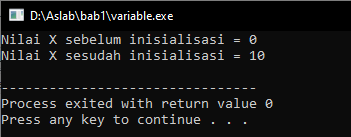 D:\Aslab\bab1\variable.exe
Nilai X sebelum inisialisasi = 0
Nilai X sesudah inisialisasi = 10
--------------------------------
Process exited with return value 0
Press any key to continue . . .